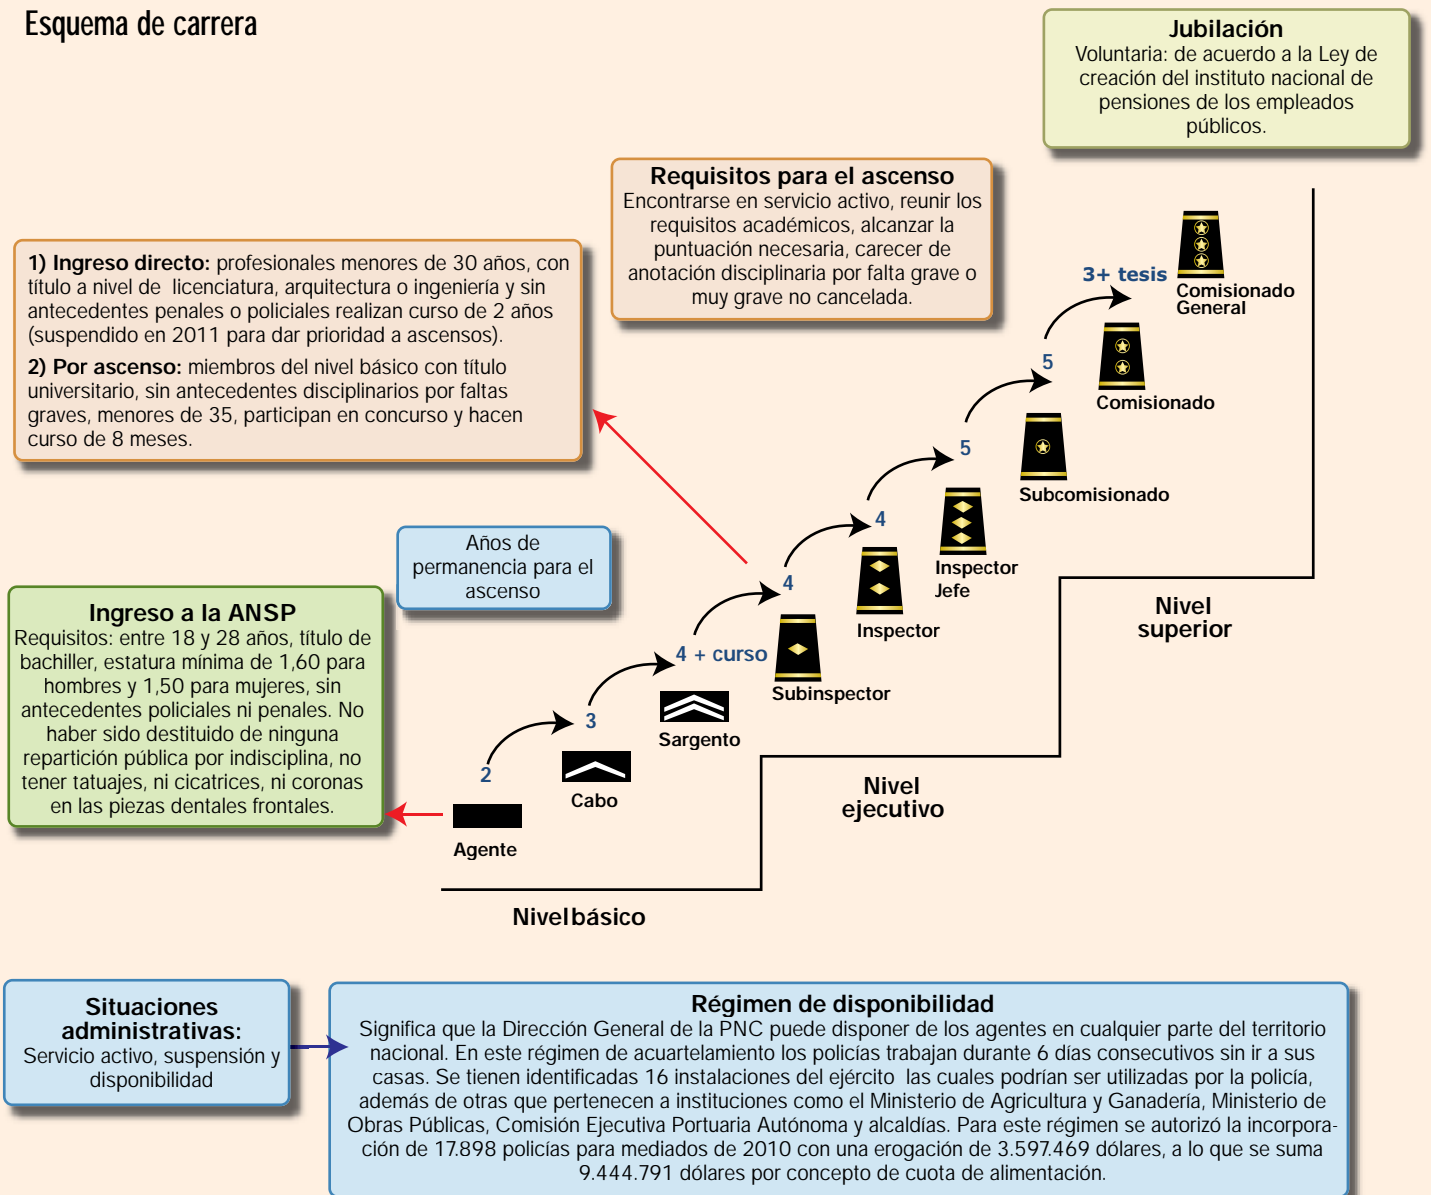 Esquema de carrera
Jubilación
Voluntaria: de acuerdo a la Ley de
creación del instituto nacional de
pensiones de los empleados
públicos.
Requisitos para el ascenso
Encontrarse en servicio activo, reunir los
requisitos académicos, alcanzar la
puntuación necesaria, carecer de
anotación disciplinaria por falta grave o
muy grave no cancelada.
1) Ingreso directo: profesionales menores de 30 años, con
título a nivel de licenciatura, arquitectura o ingeniería y sin
antecedentes penales o policiales realizan curso de 2 años
(suspendido en 2011 para dar prioridad a ascensos).
2) Por ascenso: miembros del nivel básico con título
universitario, sin antecedentes disciplinarios por faltas
graves, menores de 35, participan en concurso y hacen
curso de 8 meses.
Años de
permanencia para el
ascenso
Ingreso a la ANSP
Requisitos: entre 18 y 28 años, título de
bachiller, estatura mínima de 1,60 para
hombres y 1,50 para mujeres, sin
antecedentes policiales ni penales. No
haber sido destituido de ninguna
repartición pública por indisciplina, no
tener tatuajes, ni cicatrices, ni coronas
en las piezas dentales frontales.
2
Agente
3
Cabo
4 + curso
Sargento
4
Subinspector
4
Inspector
5
Inspector
Jefe
5
Subcomisionado
3+ tesis
Comisionado
Comisionado
General
Nivel básico
Nivel
ejecutivo
Nivel
superior
Situaciones
administrativas:
Servicio activo, suspensión y
disponibilidad
Régimen de disponibilidad
Significa que la Dirección General de la PNC puede disponer de los agentes en cualquier parte del territorio
nacional. En este régimen de acuartelamiento los policías trabajan durante 6 días consecutivos sin ir a sus
casas. Se tienen identificadas 16 instalaciones del ejército las cuales podrían ser utilizadas por la policía,
además de otras que pertenecen a instituciones como el Ministerio de Agricultura y Ganadería, Ministerio de
Obras Públicas, Comisión Ejecutiva Portuaria Autónoma y alcaldías. Para este régimen se autorizó la incorpora-
ción de 17.898 policías para mediados de 2010 con una erogación de 3.597.469 dólares, a lo que se suma
9.444.791 dólares por concepto de cuota de alimentación.